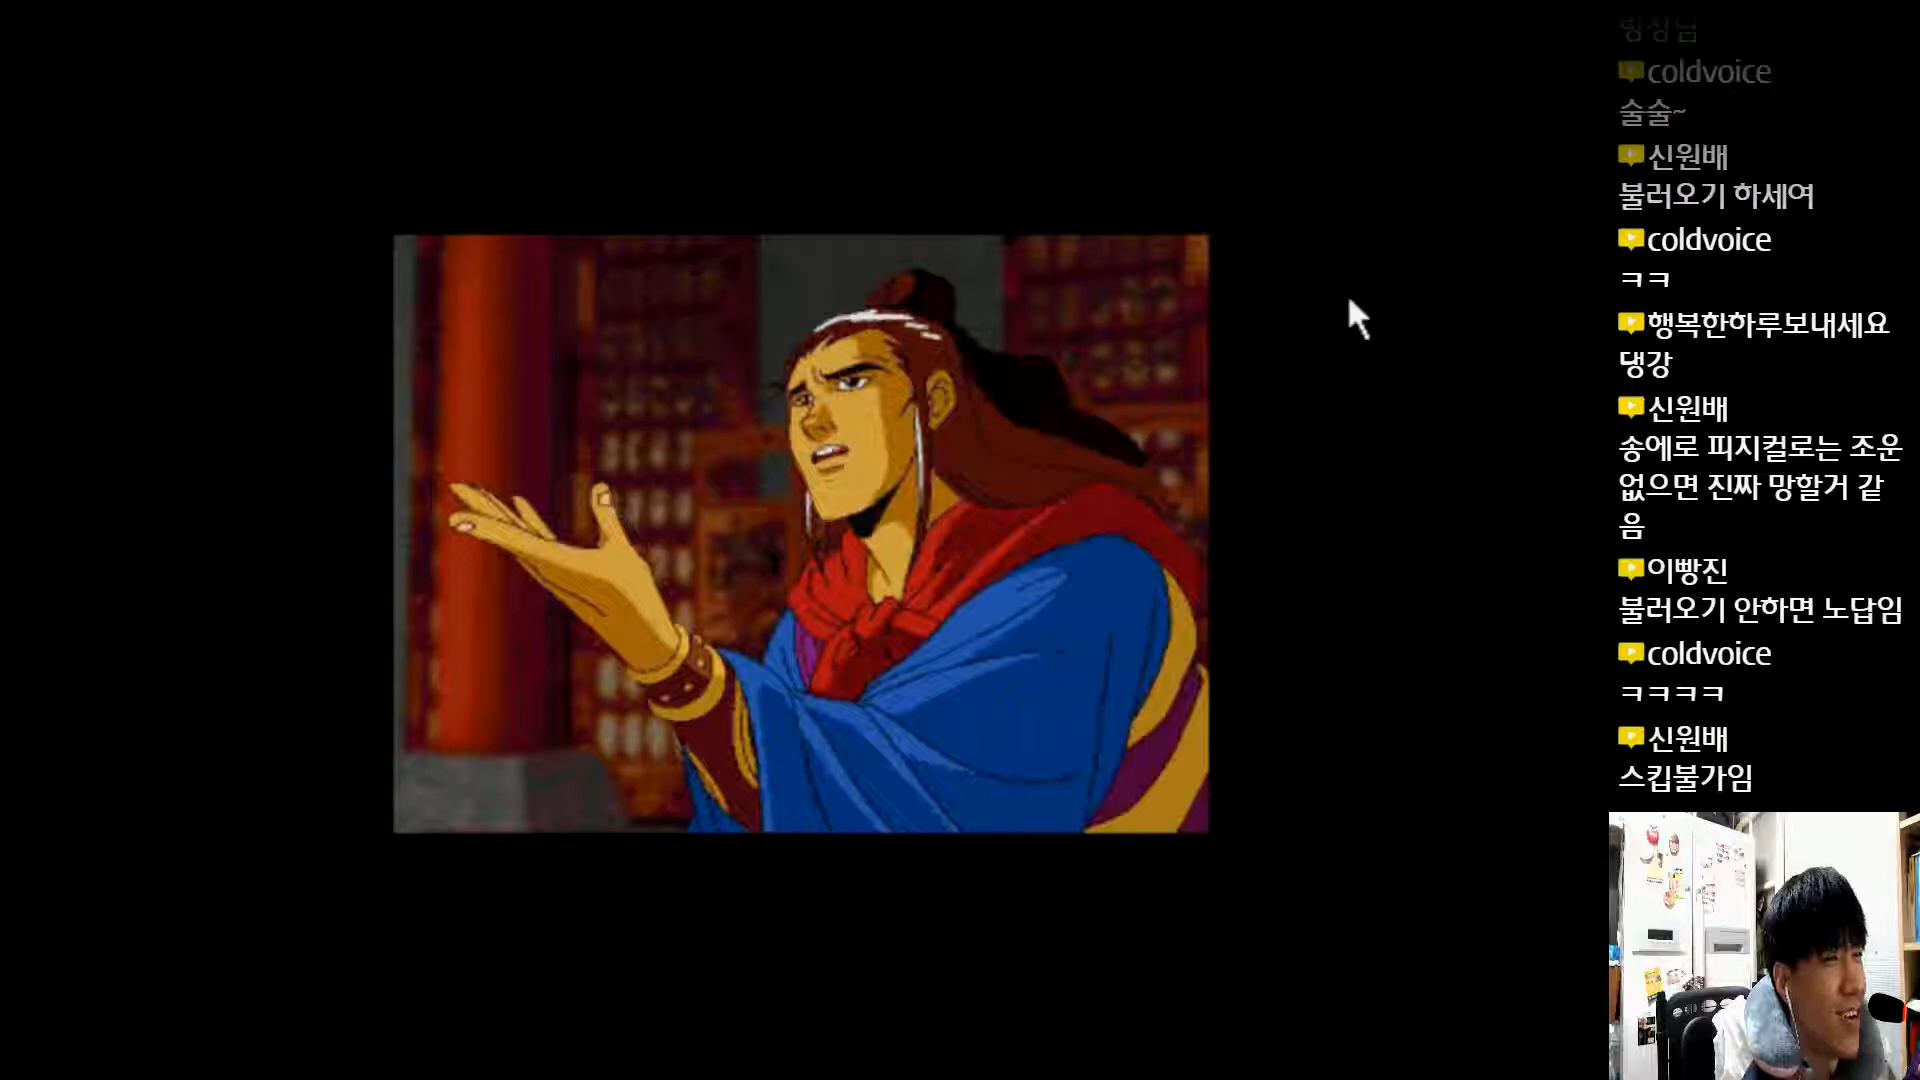 방장님
coldvoice
술술~
신원배
불러오기 하세여
coldvoice
ㅋㅋ
행복한하루보내세요
댕강
신원배
송에로 피지컬로는 조운
없으면 진짜 망할거 같
음
이빵진
불러오기 안하면 노답임
coldvoice
ㅋㅋㅋㅋ
신원배
스킵불가임